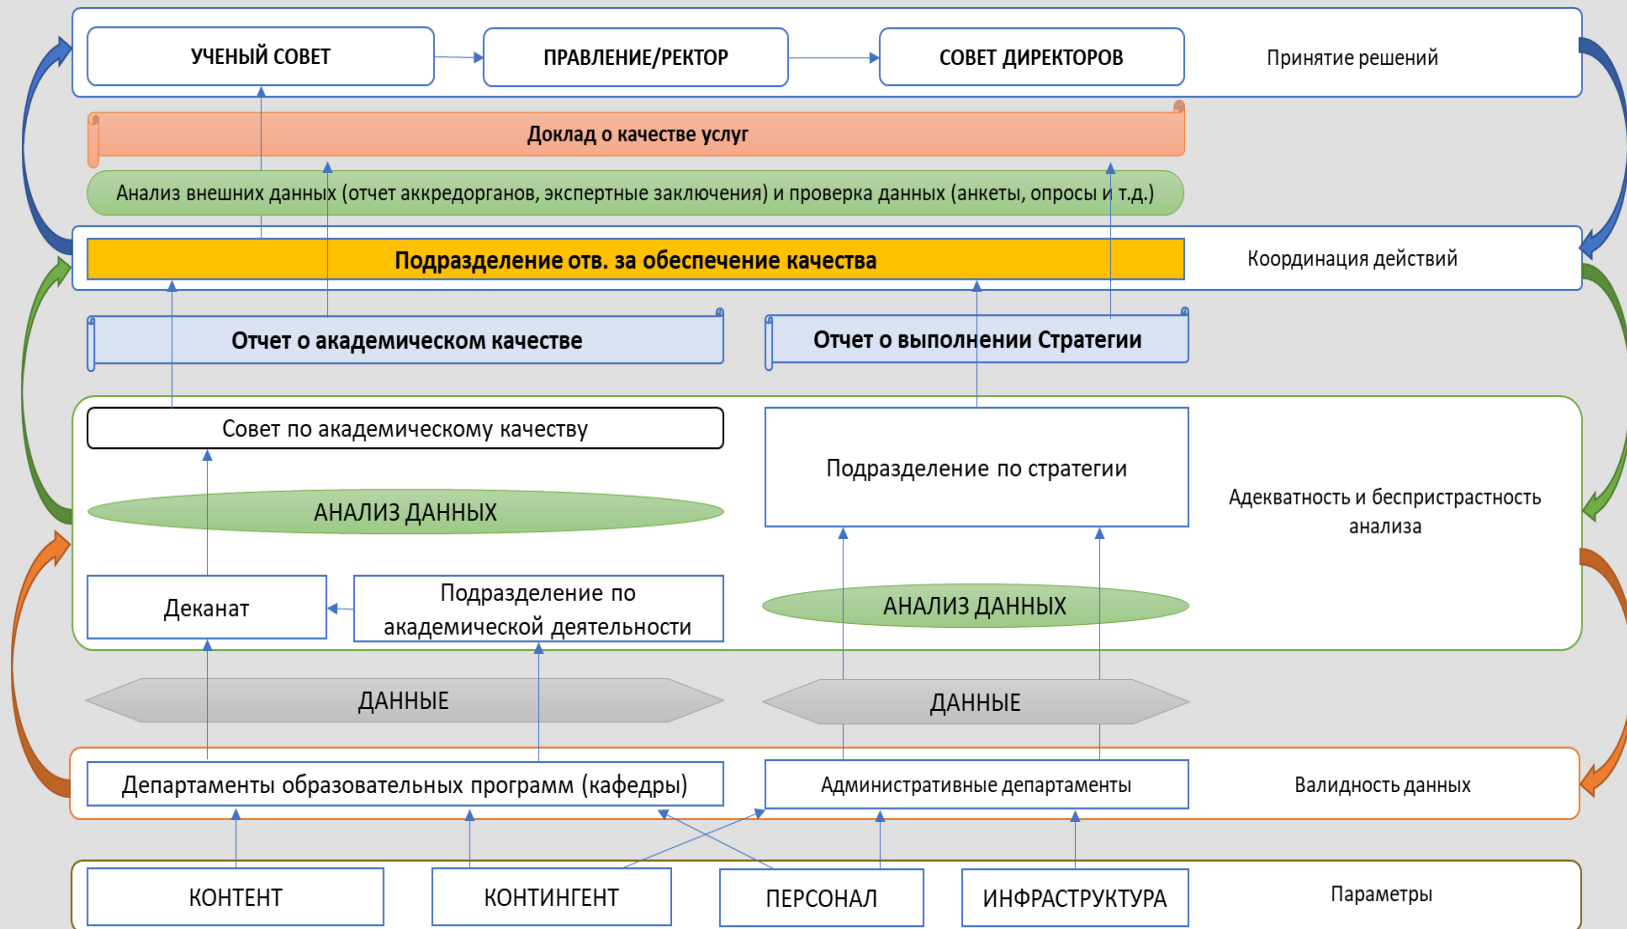 УЧЕНЫЙ СОВЕТ
ПРАВЛЕНИЕ/РЕКТОР
СОВЕТ ДИРЕКТОРОВ
Принятие решений
Доклад о качестве услуг
Анализ внешних данных (отчет аккредорганов, экспертные заключения) и проверка данных (анкеты, опросы и т.д.)
Подразделение отв. за обеспечение качества
Координация действий
Отчет о академическом качестве
Отчет о выполнении Стратегии
Совет по академическому качеству
Подразделение по стратегии
Адекватность и беспристрастность
анализа
АНАЛИЗ ДАННЫХ
Деканат
Подразделение по
академической деятельности
АНАЛИЗ ДАННЫХ
ДАННЫЕ
ДАННЫЕ
Департаменты образовательных программ (кафедры)
Административные департаменты
Валидность данных
КОНТЕНТ
КОНТИНГЕНТ
ПЕРСОНАЛ
ИНФРАСТРУКТУРА
Параметры